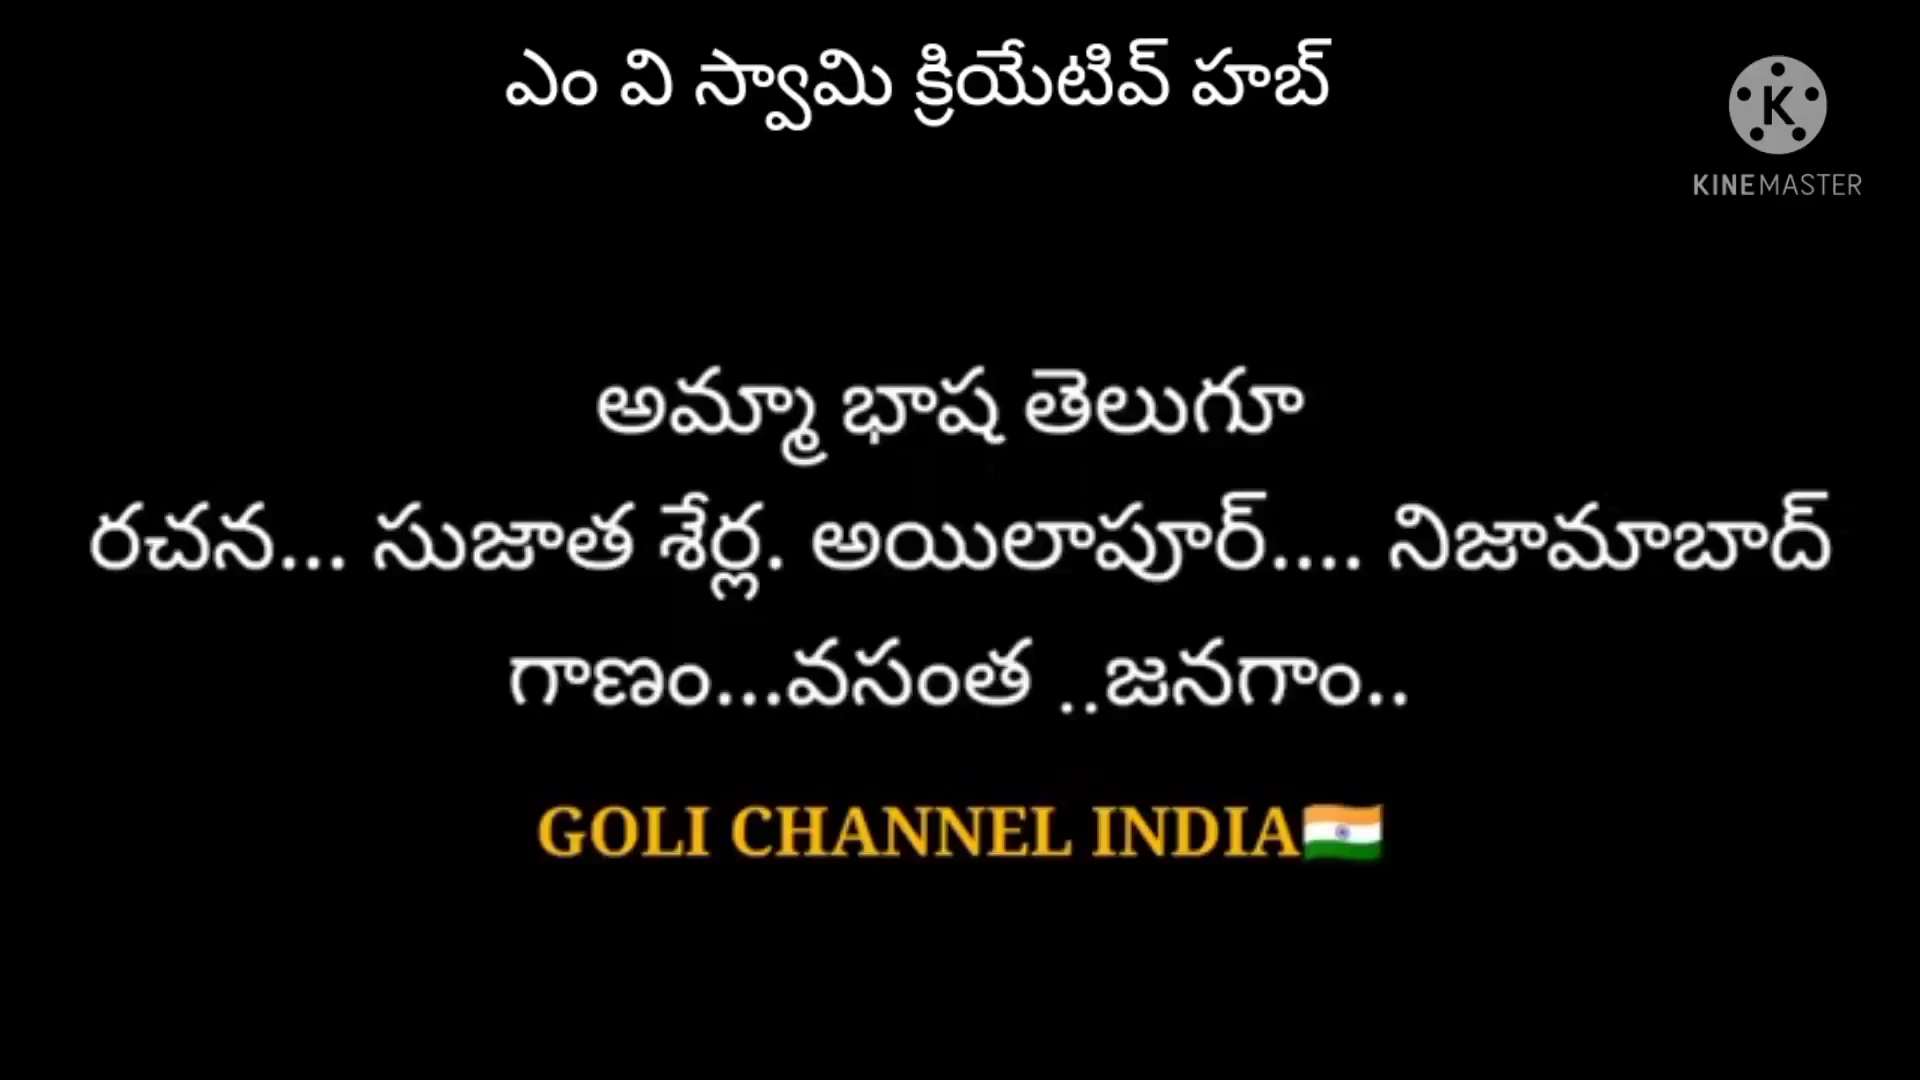 ఎం వి స్వామి క్రియేటివ్ హబ్
K
KINEMASTER
అమ్మా భాష తెలుగూ
రచన... సుజాత శేర్ల. అయిలాపూర్.... నిజామాబాద్
గాణం...వసంత ..జనగాం..
GOLI CHANNEL INDIA🇮🇳